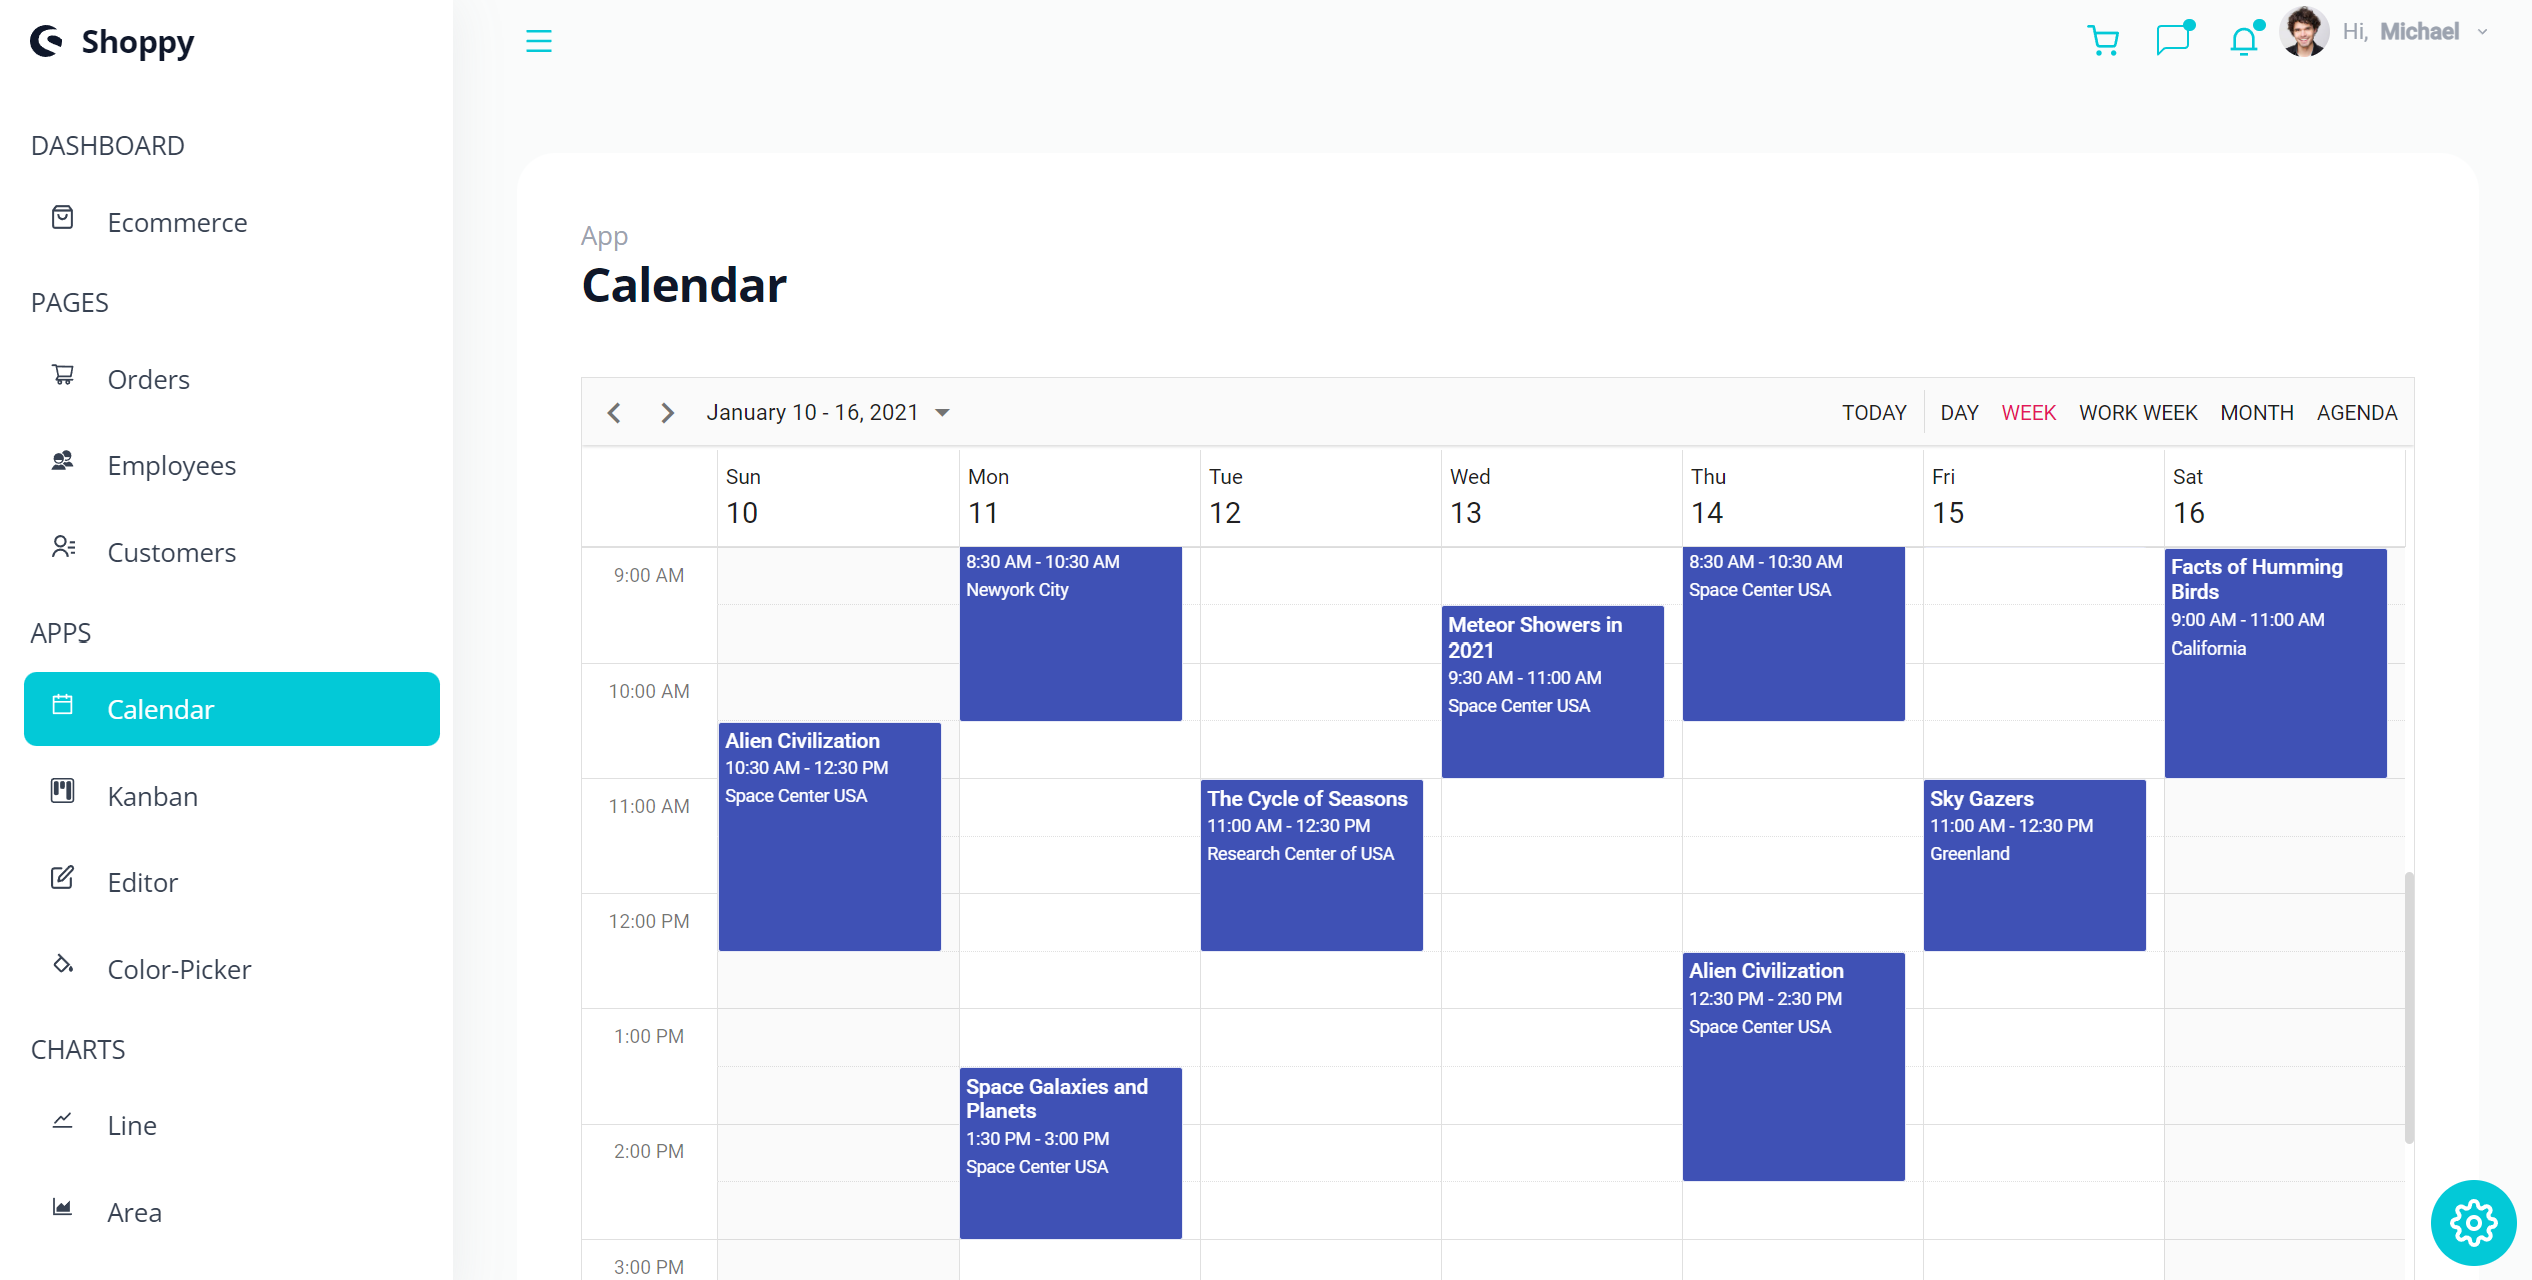 Shoppy
DASHBOARD
Ecommerce
PAGES
Orders
Employees
Customers
APPS
Calendar
Kanban
Editor
Color-Picker
CHARTS
Line
Area
Hi, Michael
App
Calendar
January 10 - 16, 2021
TODAY DAY WEEK WORK WEEK MONTH AGENDA
Sun
10
Mon
11
Tue
12
Wed
13
Thu
14
Fri
15
Sat
16
9:00 AM
10:00 AM
11:00 AM
12:00 PM
1:00 PM
2:00 PM
3:00 PM
Alien Civilization
10:30 AM - 12:30 PM
Space Center USA
8:30 AM - 10:30 AM
Newyork City
Space Galaxies and
Planets
1:30 PM - 3:00 PM
Space Center USA
The Cycle of Seasons
11:00 AM - 12:30 PM
Research Center of USA
Meteor Showers in
2021
9:30 AM - 11:00 AM
Space Center USA
8:30 AM - 10:30 AM
Space Center USA
Alien Civilization
12:30 PM - 2:30 PM
Space Center USA
Sky Gazers
11:00 AM - 12:30 PM
Greenland
Facts of Humming
Birds
9:00 AM - 11:00 AM
California